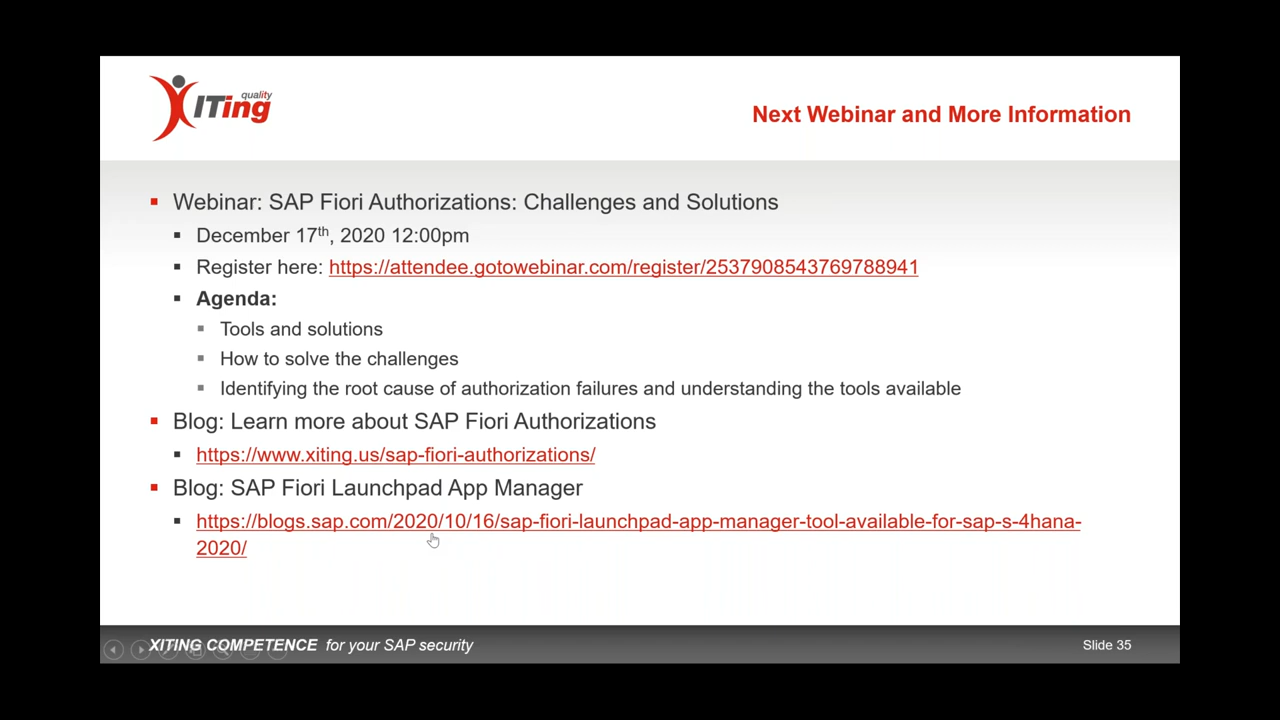 quality
XITing
Next Webinar and More Information
Webinar: SAP Fiori Authorizations: Challenges and Solutions
December 17th, 2020 12:00pm
Register here: https://attendee.gotowebinar.com/register/2537908543769788941
Agenda:
Tools and solutions
How to solve the challenges
Identifying the root cause of authorization failures and understanding the tools available
Blog: Learn more about SAP Fiori Authorizations
https://www.xiting.us/sap-fiori-authorizations/
Blog: SAP Fiori Launchpad App Manager
https://blogs.sap.com/2020/10/16/sap-fiori-launchpad-app-manager-tool-available-for-sap-s-4hana-
2020/
XITING COMPETENCE for your SAP security
Slide 35